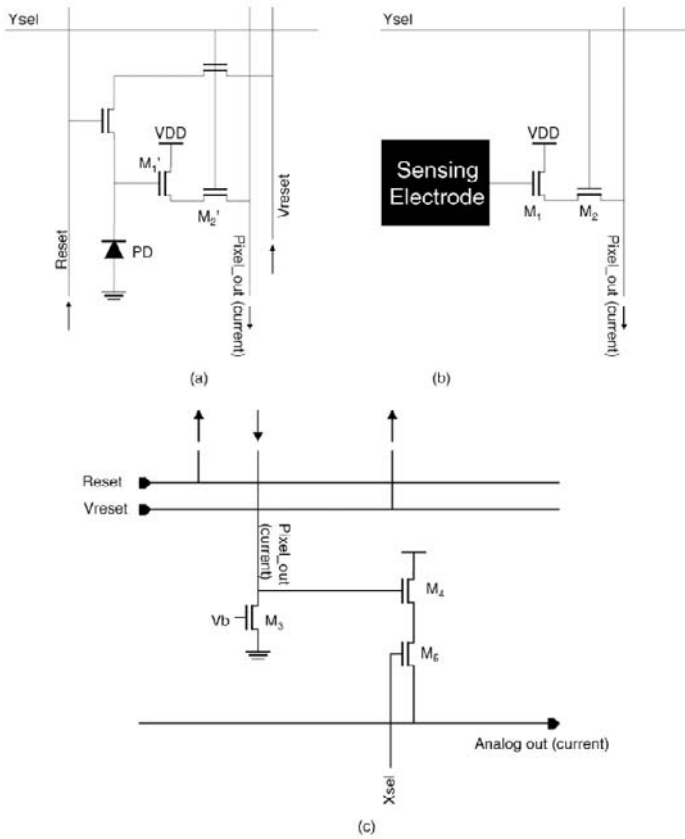 Ysel
VDD
M1'
M2'
PD
Reset
Vreset
Pixel_out
(current)
(a)
Ysel
Sensing
Electrode
VDD
M1
M2
Pixel_out
(current)
(b)
Reset
Vreset
Pixel_out
(current)
Vb
M3
M4
M5
Analog out (current)
Xsel
(c)